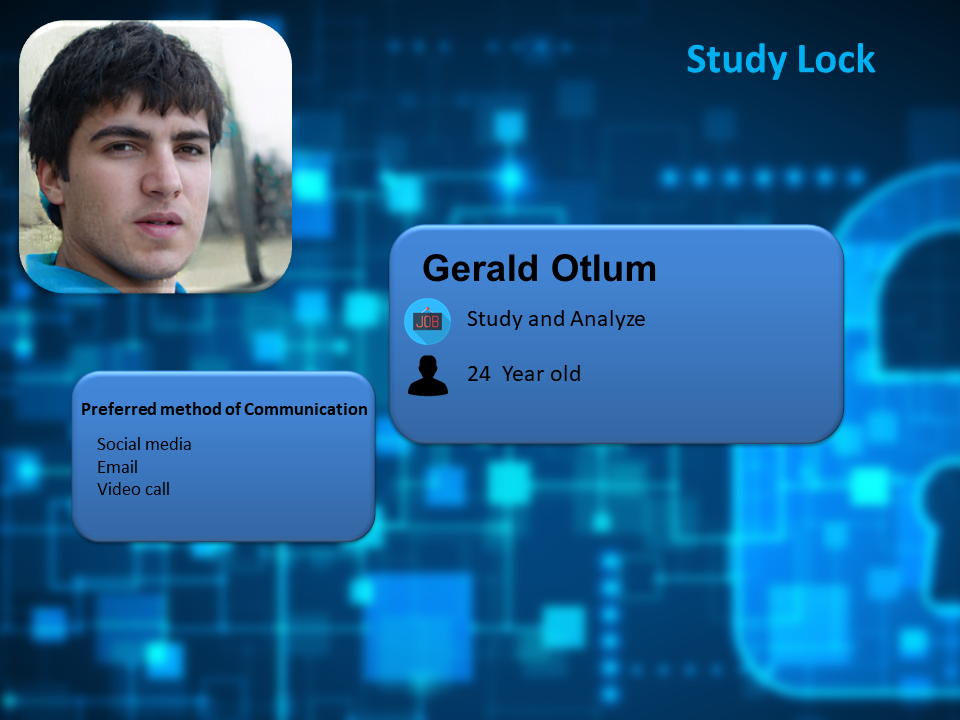 Study Lock
Gerald Otlum
JOB
Study and Analyze
24 Year old
Preferred method of Communication
Social media
Email
Video call